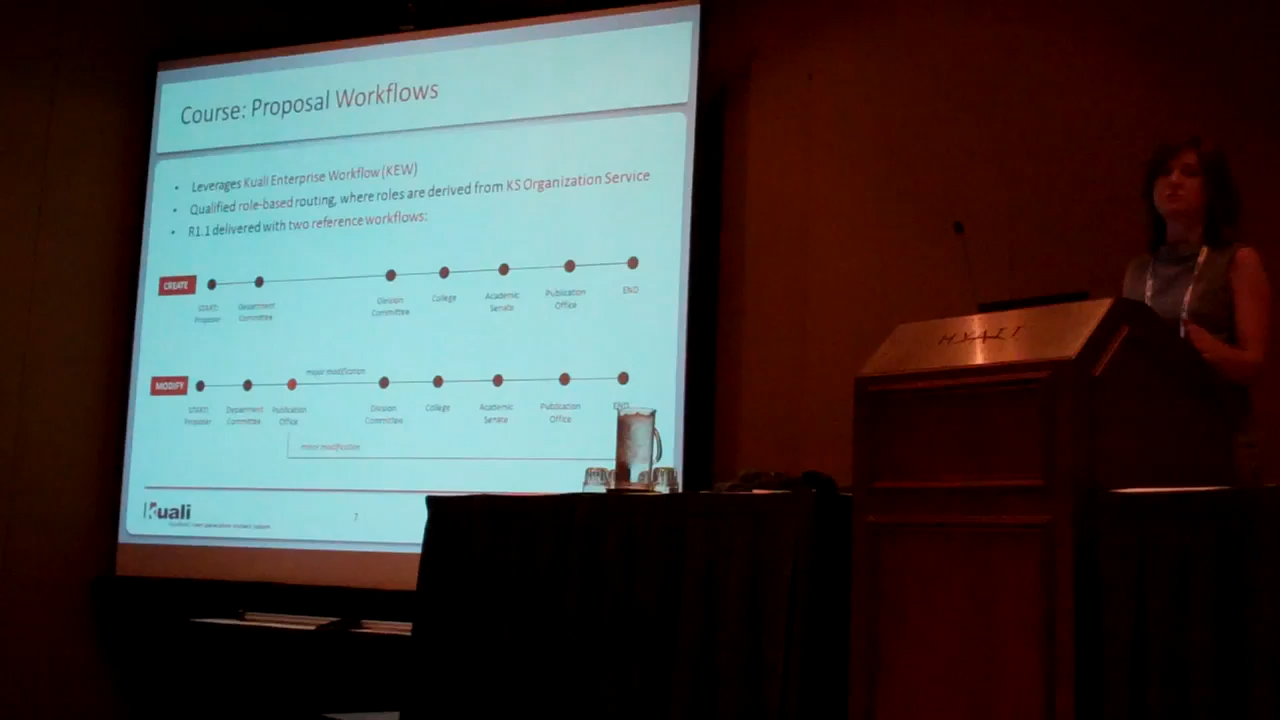 Course: Proposal Workflows
• Leverages Kuali Enterprise Workflow (KEW)
• Qualified role-based routing, where roles are derived from KS Organization Service
• R1.1 delivered with two reference workflows:
CREATE
START: Proposer
Department Committee
Division Committee
College
Academic Senate
Publication Office
END
MODIFY
major modification
START: Proposer
Department Committee
Publication Office
Division Committee
College
Academic Senate
Publication Office
END
minor modification
Kuali
7
HYATT